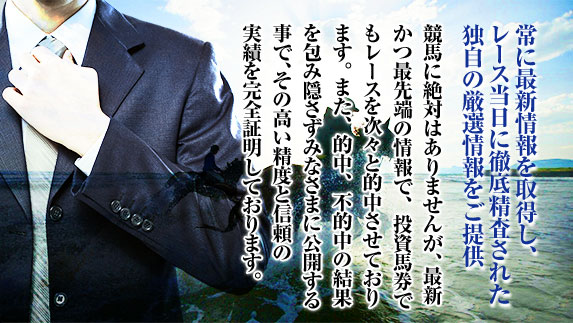 常に最新情報を取得し、
レース当日に徹底精査された
独自の厳選情報をご提供
競馬に絶対はありませんが、最新
かつ最先端の情報で、投資馬券で
もレースを次々と的中させており
ます。また、的中、不的中の結果
を包み隠さずみなさまに公開する
事で、その高い精度と信頼の
実績を完全証明しております。